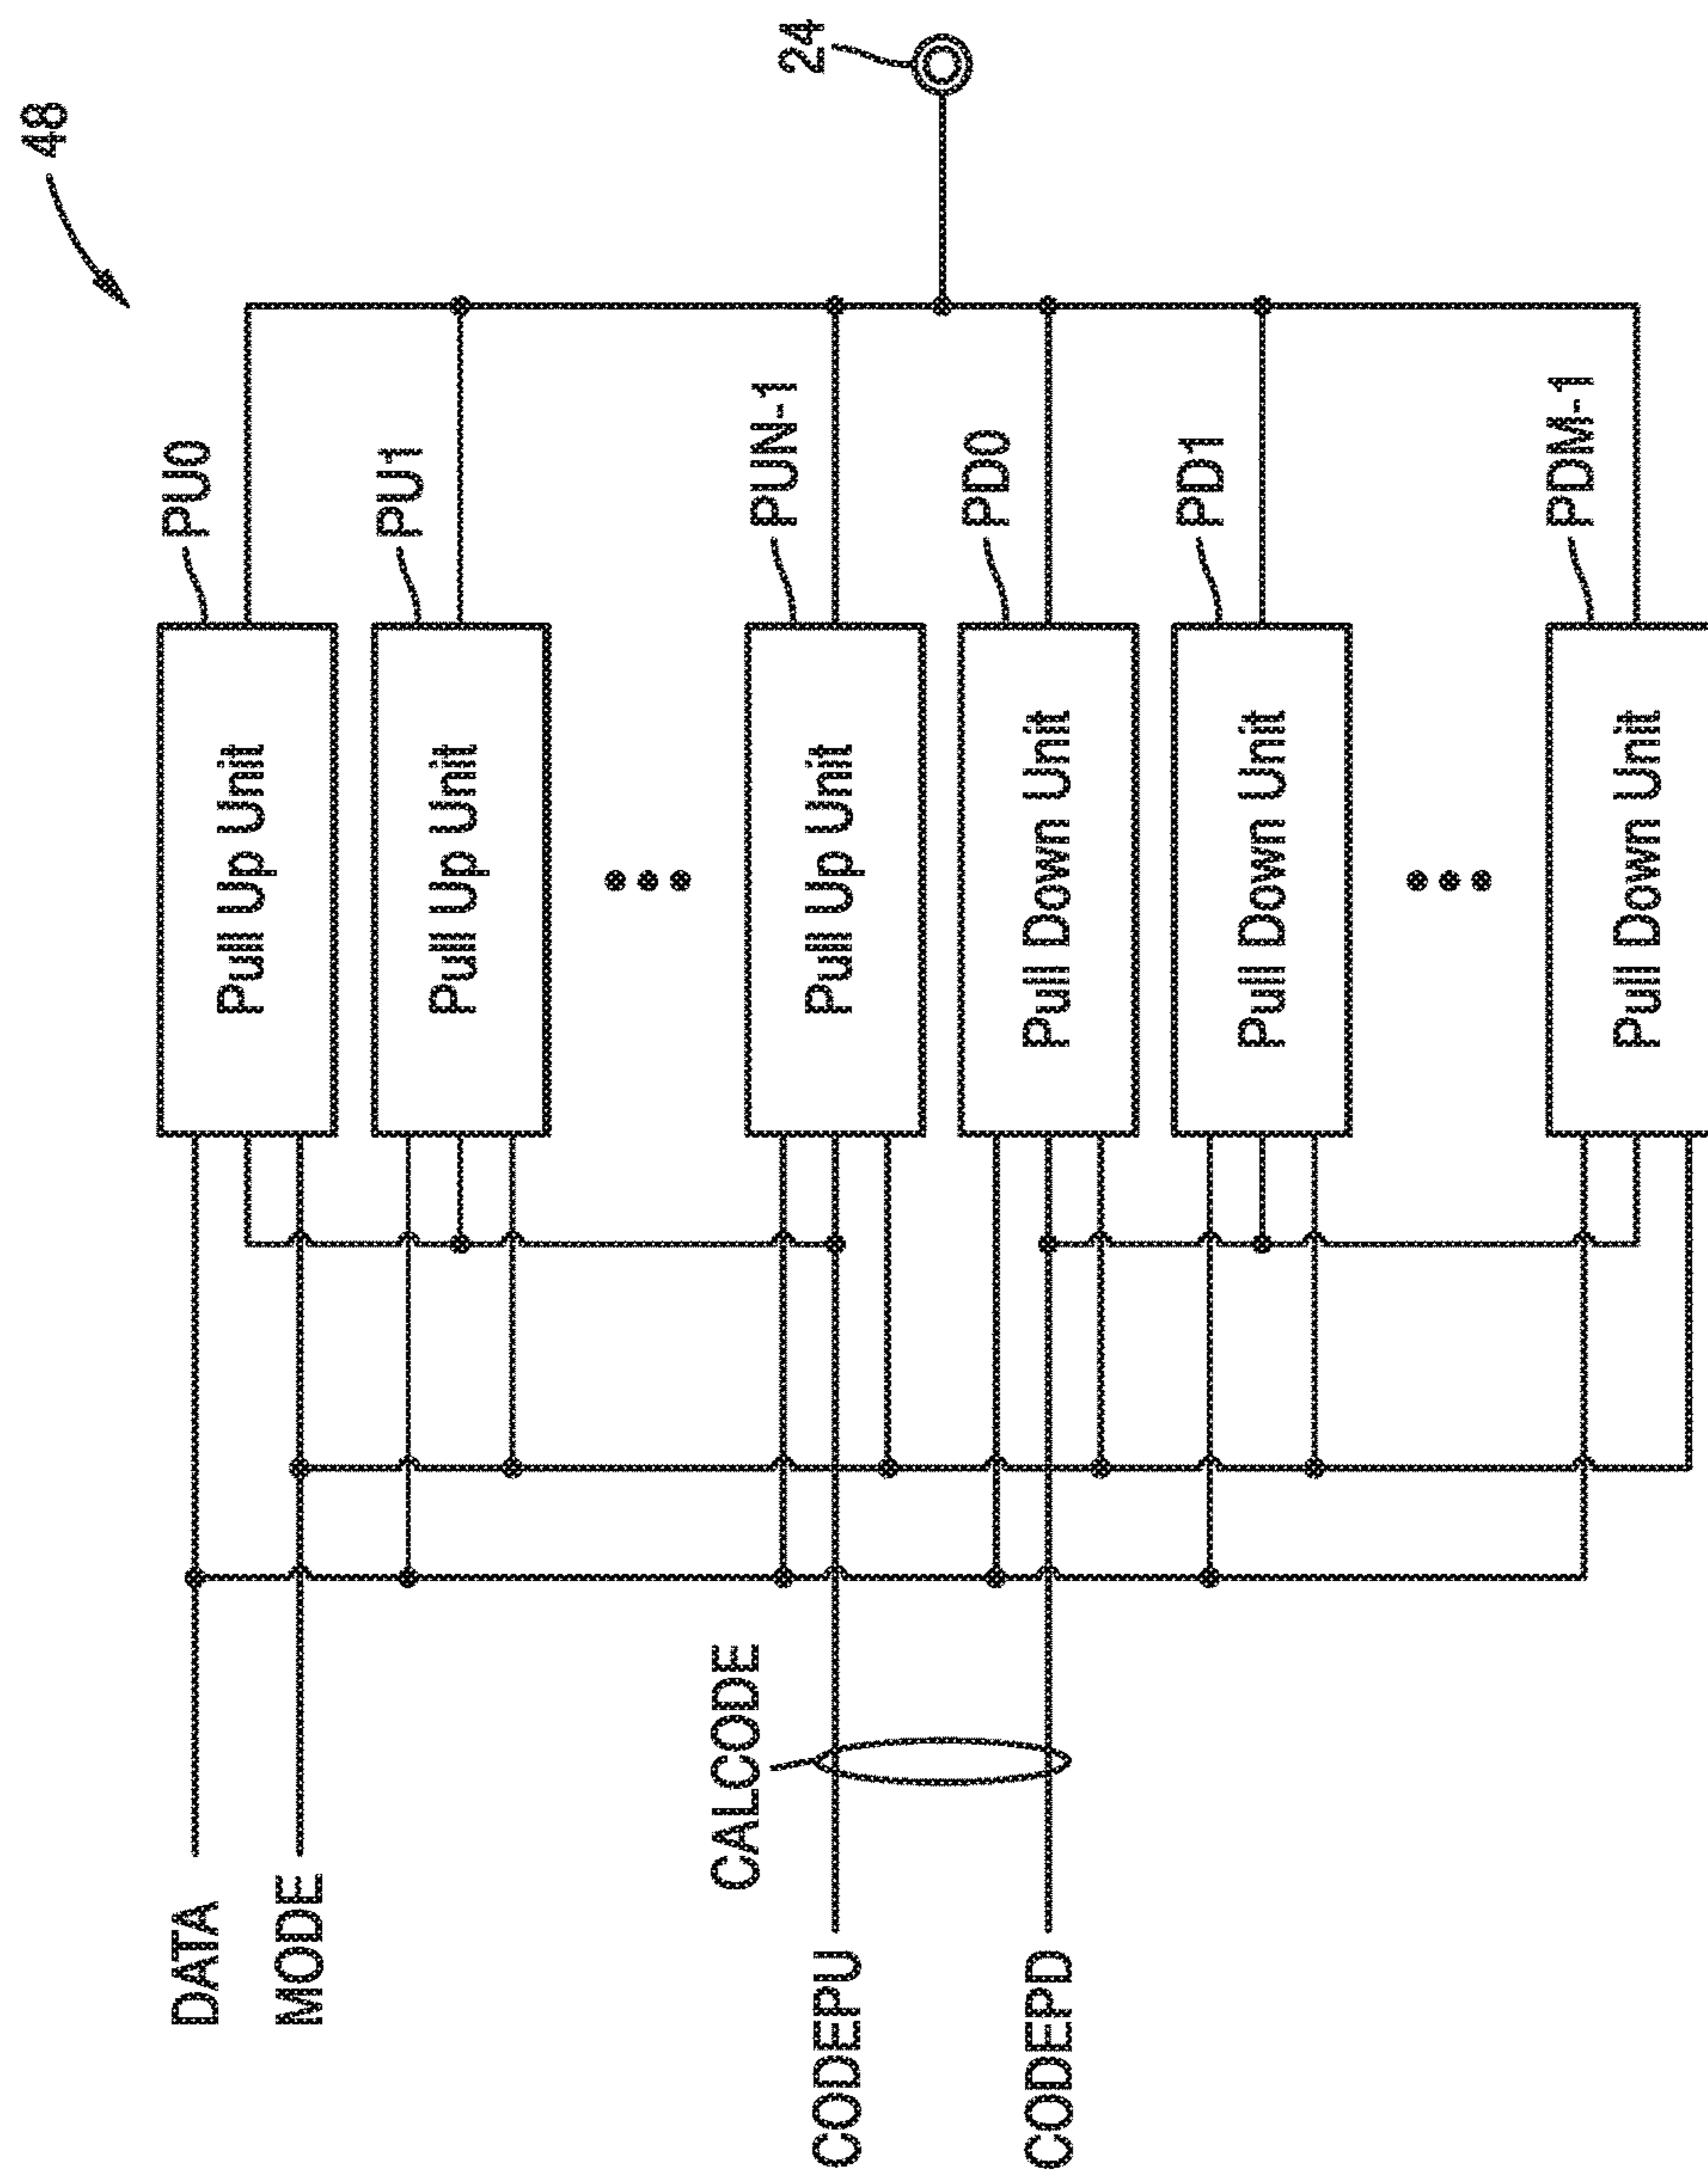 48
24
DATA
MODE
CALCODE
CODEPU
CODEPD
Pull Up Unit
PU0
Pull Up Unit
PU1
Pull Up Unit
PUN-1
Pull Down Unit
PD0
Pull Down Unit
PD1
Pull Down Unit
PDM-1